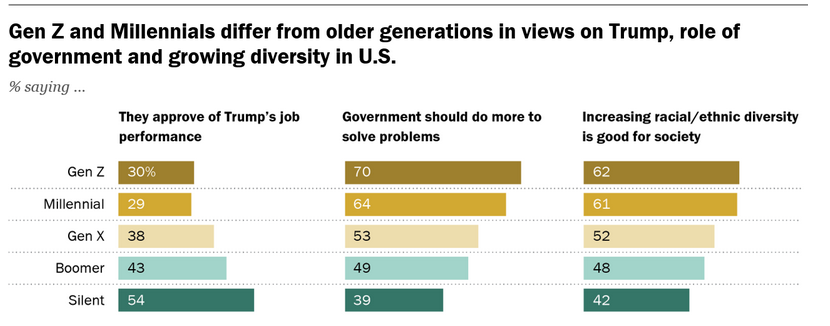 Gen Z and Millennials differ from older generations in views on Trump, role of
government and growing diversity in U.S.
% saying ...
They approve of Trump's job
performance
Government should do more to
solve problems
Increasing racial/ethnic diversity
is good for society
Gen Z 30% 70 62
Millennial 29 64 61
Gen X 38 53 52
Boomer 43 49 48
Silent 54 39 42